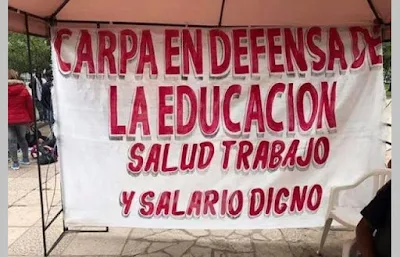 CARPA EN DEFENSA DE
LA EDUCACION
SALUD TRABAJO
Y SALARIO DIGNO